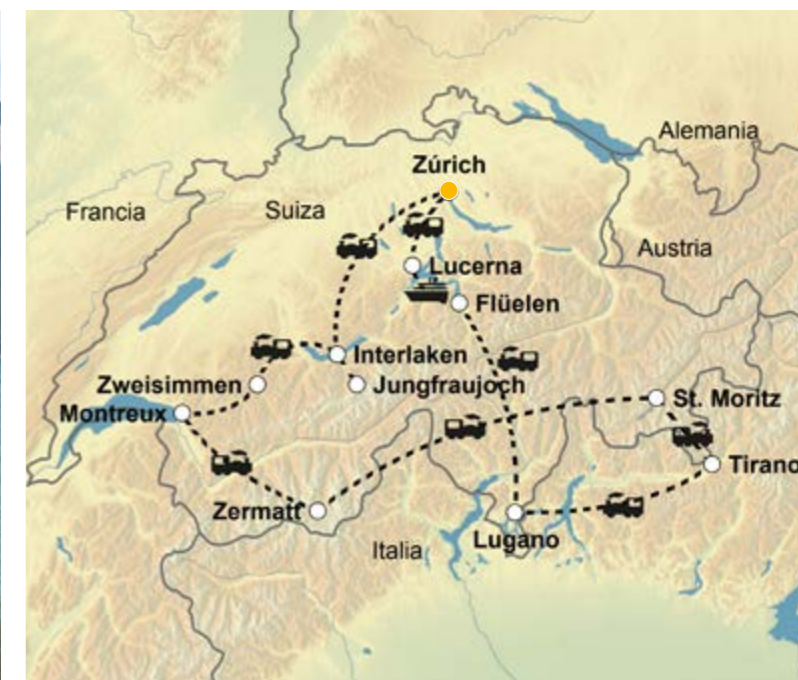 Alemania
Zúrich
Francia
Suiza
Austria
Lucerna
Flüelen
Interlaken
Zweisimmen
Jungfraujoch
St. Moritz
Montreux
Tirano
Zermatt
Lugano
Italia